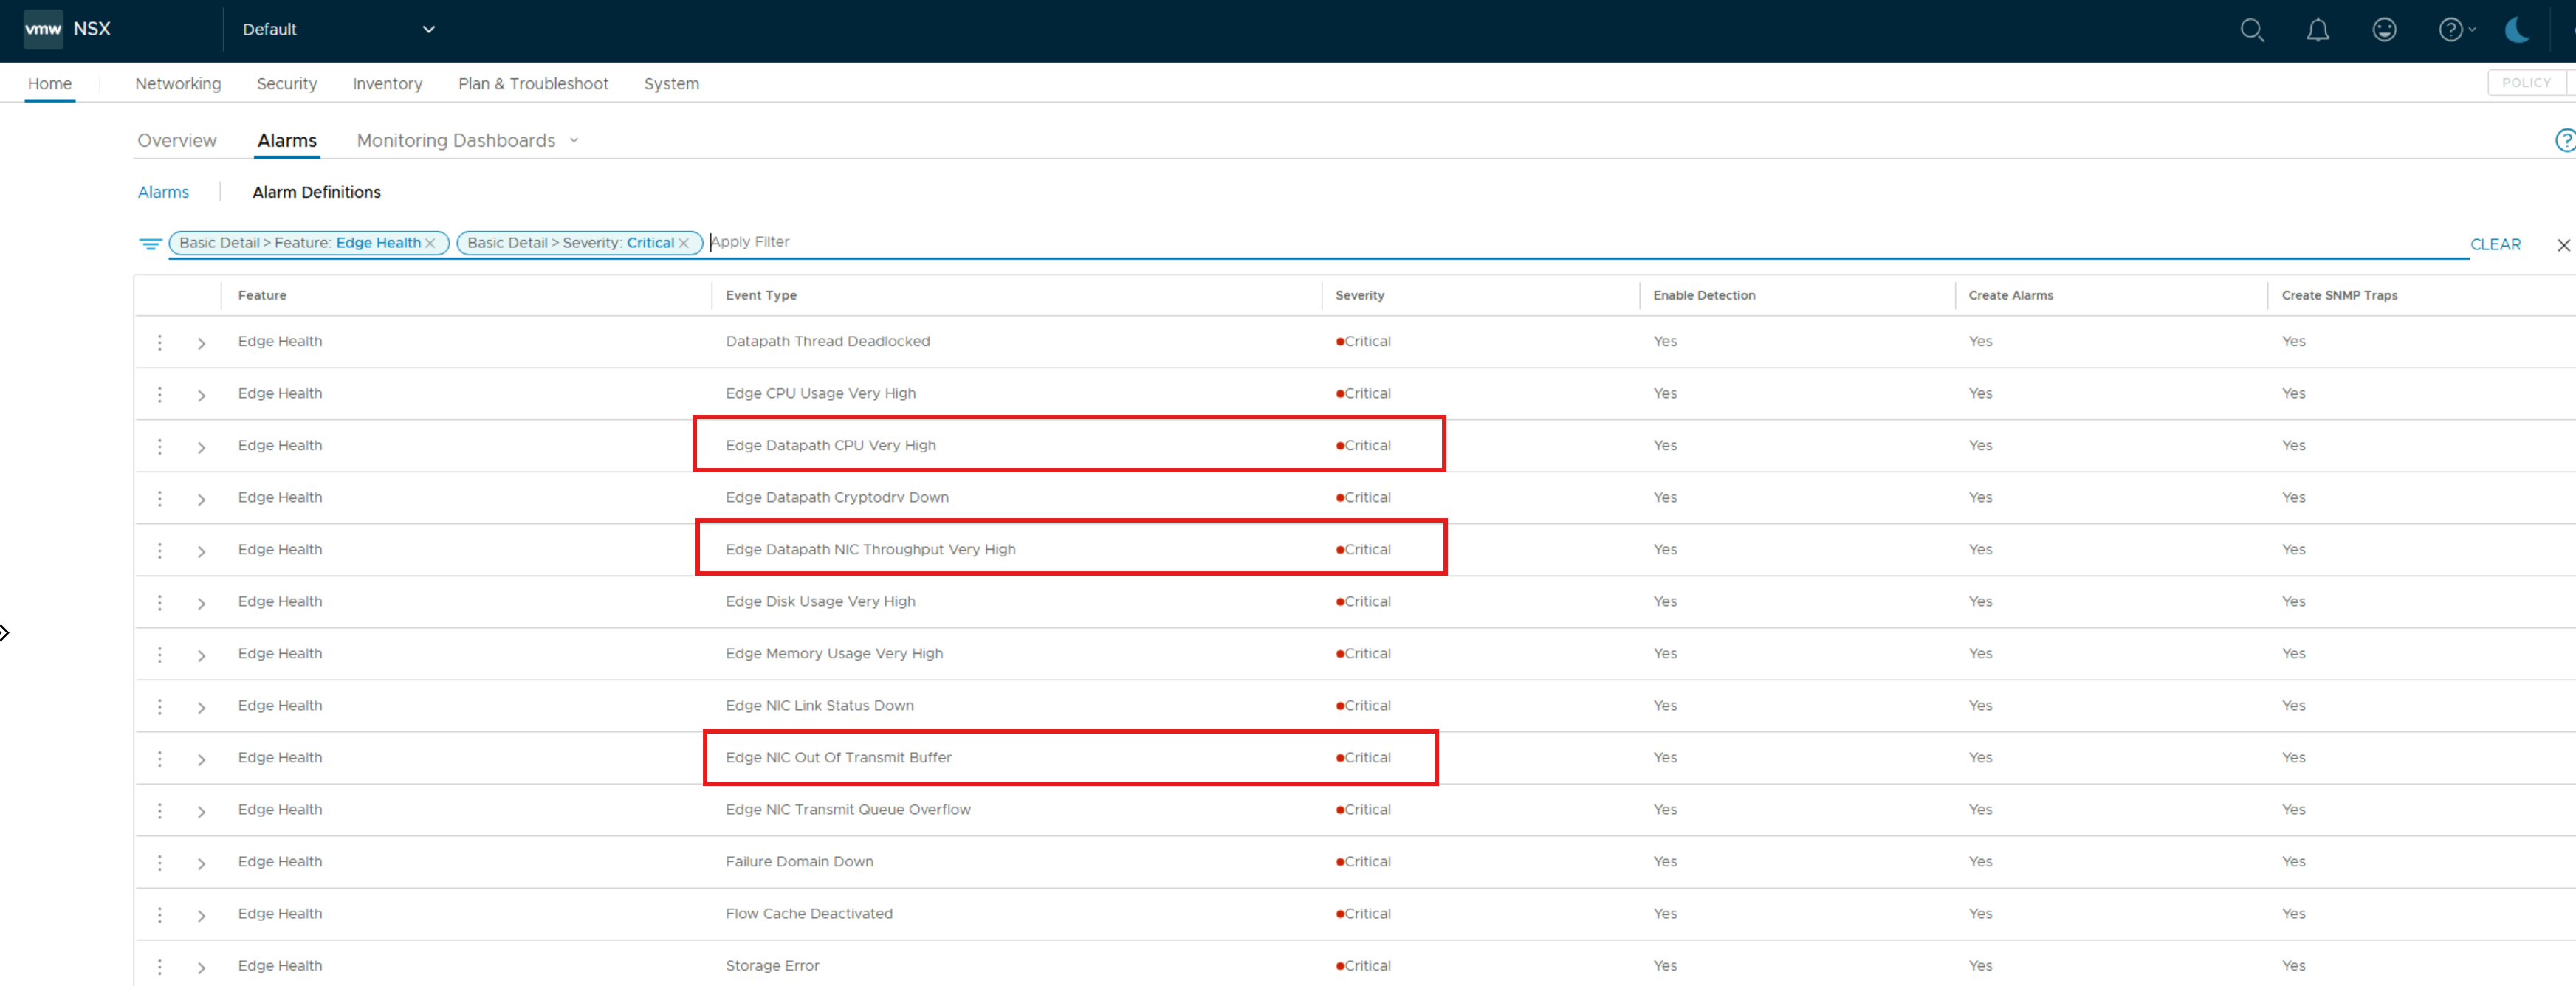 vmw NSX Default
Home Networking Security Inventory Plan & Troubleshoot System POLICY
Overview Alarms Monitoring Dashboards
Alarms Alarm Definitions
Basic Detail > Feature: Edge Health Basic Detail > Severity: Critical Apply Filter CLEAR
Feature Event Type Severity Enable Detection Create Alarms Create SNMP Traps
Edge Health Datapath Thread Deadlocked Critical Yes Yes Yes
Edge Health Edge CPU Usage Very High Critical Yes Yes Yes
Edge Health Edge Datapath CPU Very High Critical Yes Yes Yes
Edge Health Edge Datapath Cryptodrv Down Critical Yes Yes Yes
Edge Health Edge Datapath NIC Throughput Very High Critical Yes Yes Yes
Edge Health Edge Disk Usage Very High Critical Yes Yes Yes
Edge Health Edge Memory Usage Very High Critical Yes Yes Yes
Edge Health Edge NIC Link Status Down Critical Yes Yes Yes
Edge Health Edge NIC Out Of Transmit Buffer Critical Yes Yes Yes
Edge Health Edge NIC Transmit Queue Overflow Critical Yes Yes Yes
Edge Health Failure Domain Down Critical Yes Yes Yes
Edge Health Flow Cache Deactivated Critical Yes Yes Yes
Edge Health Storage Error Critical Yes Yes Yes